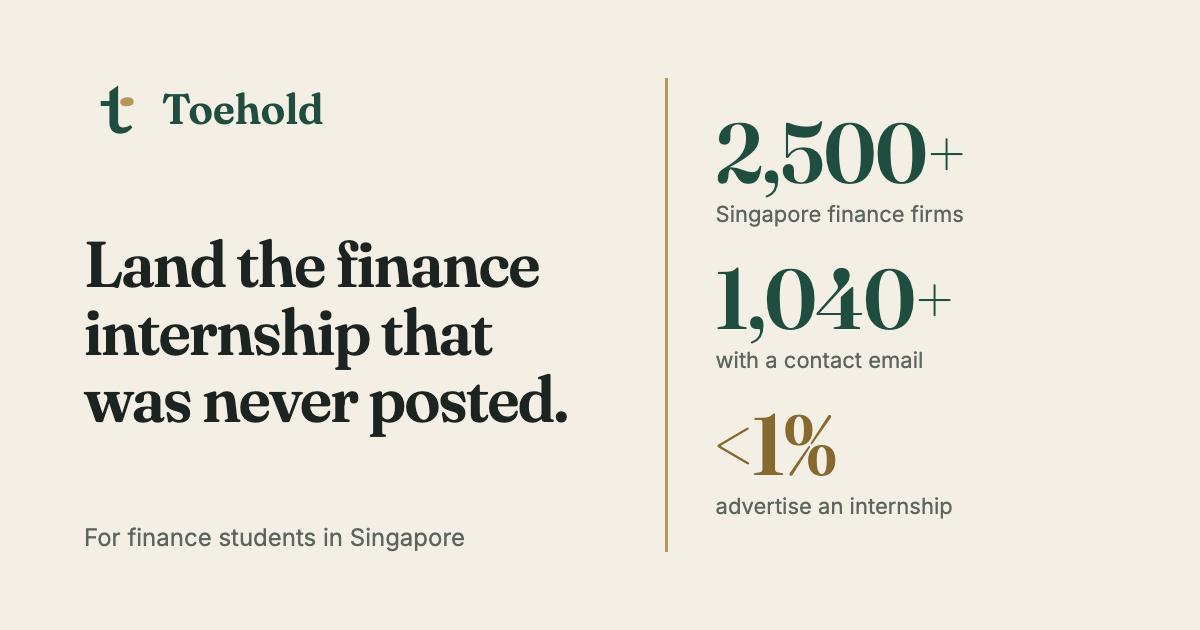 Toehold
Land the finance
internship that
was never posted.
For finance students in Singapore
2,500+
Singapore finance firms
1,040+
with a contact email
<1%
advertise an internship